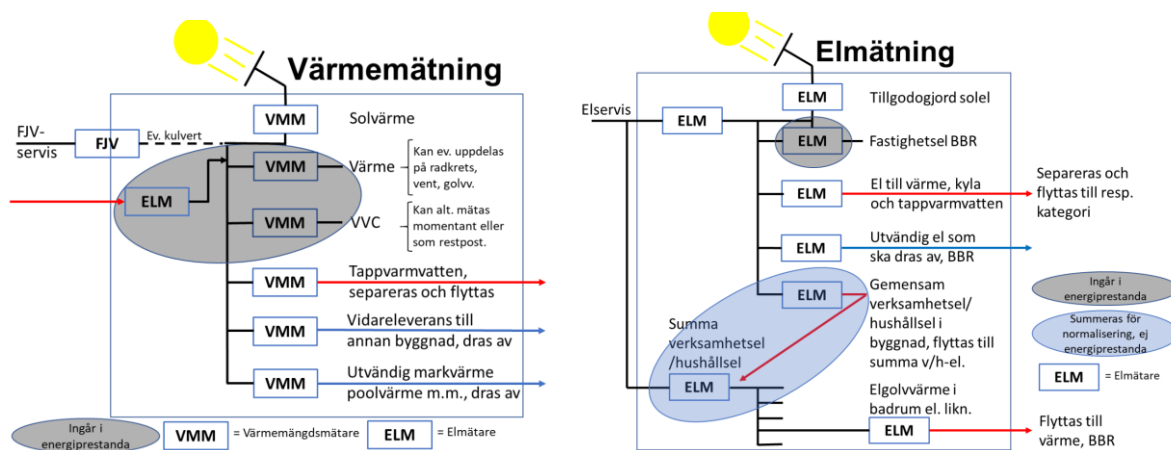 Värmemätning
VMM
Solvärme
FJV-
servis
FJV
Ev. kulvert
VMM
Värme
Kan ev. uppdelas
på radkrets,
vent, golvv.
ELM
VMM
VVC
Kan alt. mätas
momentant eller
som restpost.
VMM
Tappvarmvatten,
separeras och flyttas
VMM
Vidareleverans till
annan byggnad, dras av
VMM
Utvändig markvärme
poolvärme m.m., dras av
Ingår i
energiprestanda
VMM
= Värmemängdsmätare
ELM
= Elmätare
Elmätning
ELM
Tillgodogjord solel
Elservis
ELM
ELM
Fastighetsel BBR
ELM
El till värme, kyla
och tappvarmvatten
Separeras och
flyttas till resp.
kategori
ELM
Utvändig el som
ska dras av, BBR
ELM
Gemensam
verksamhetsel/
hushållsel i
byggnad, flyttas till
summa v/h-el.
Summa
verksamhetsel
/hushållsel
ELM
Elgolvvärme i
badrum el. likn.
ELM
Flyttas till
värme, BBR
Ingår i
energiprestanda
Summeras för
normalisering, ej
energiprestanda
ELM
= Elmätare